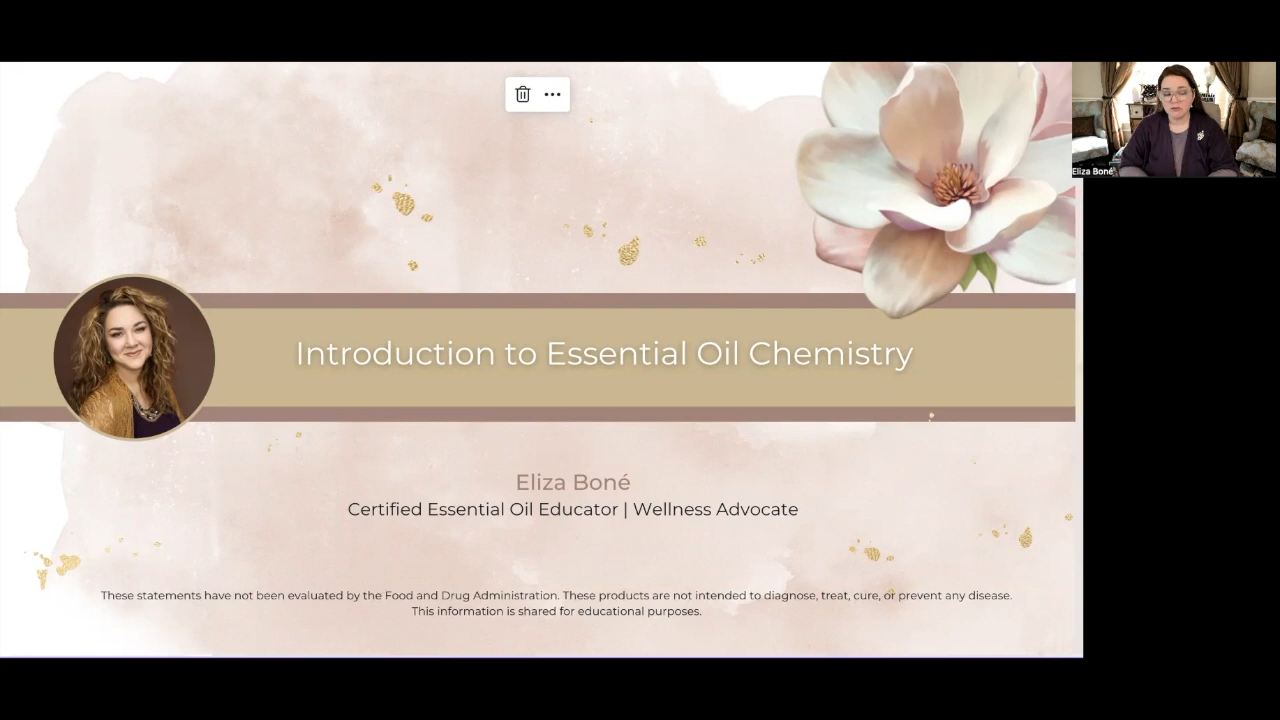 Eliza Boné
Introduction to Essential Oil Chemistry
Eliza Boné
Certified Essential Oil Educator | Wellness Advocate
These statements have not been evaluated by the Food and Drug Administration. These products are not intended to diagnose, treat, cure, or prevent any disease.
This information is shared for educational purposes.